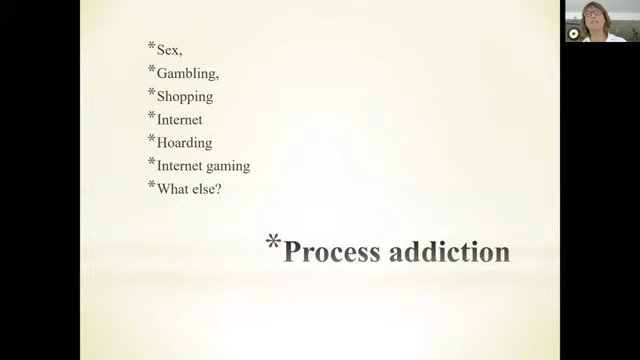 *Sex,
*Gambling,
*Shopping
*Internet
*Hoarding
*Internet gaming
*What else?
*Process addiction